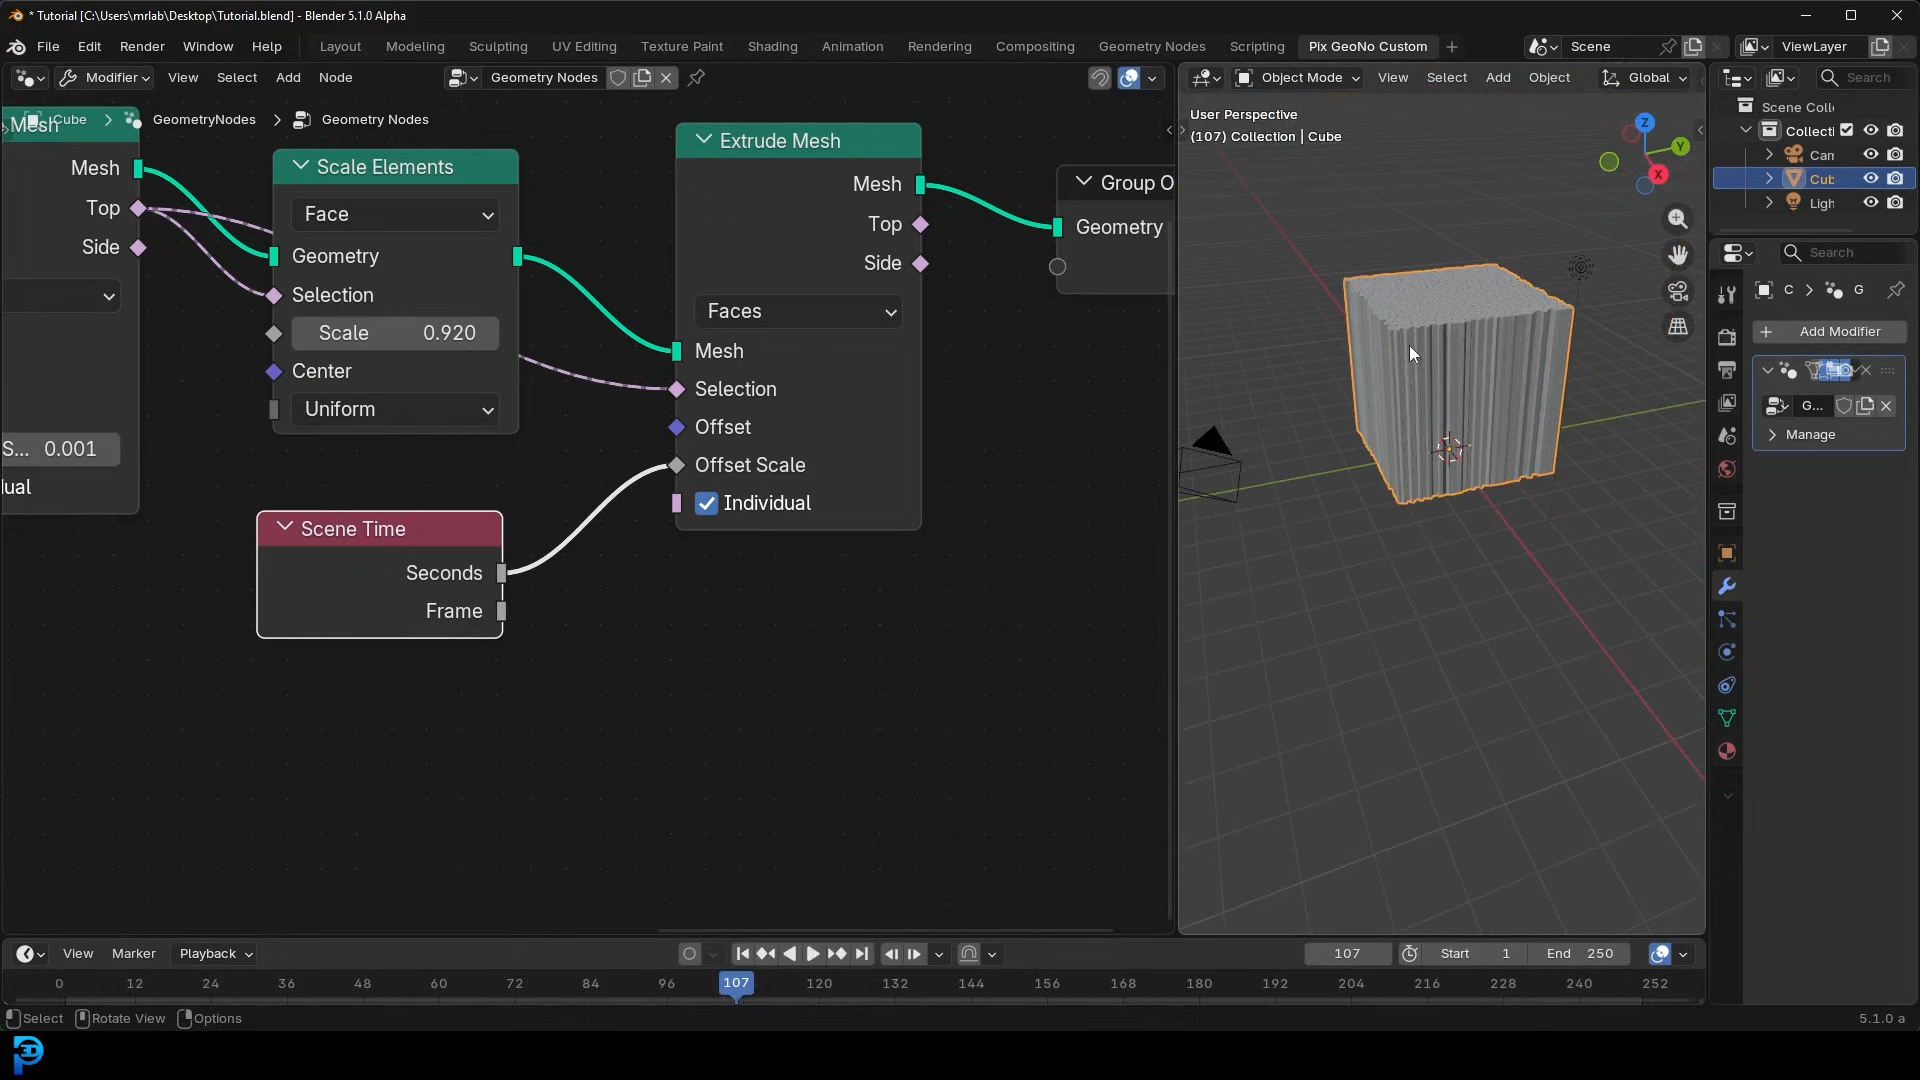 * Tutorial [C:\Users\mrlab\Desktop\Tutorial.blend] - Blender 5.1.0 Alpha
File Edit Render Window Help Layout Modeling Sculpting UV Editing Texture Paint Shading Animation Rendering Compositing Geometry Nodes Scripting Pix GeoNo Custom Scene ViewLayer
Modifier View Select Add Node Geometry Nodes Object Mode View Select Add Object Global Search
Cube > GeometryNodes > Geometry Nodes
Mesh
Mesh
Top
Side
S... 0.001
Scale Elements
Face
Geometry
Selection
Scale 0.920
Center
Uniform
Scene Time
Seconds
Frame
Extrude Mesh
Mesh
Top
Side
Faces
Mesh
Selection
Offset
Offset Scale
Individual
Group O
Geometry
User Perspective
(107) Collection | Cube
Z
Y
X
Scene Coll
Collecti
Can
Cub
Ligh
Search
C > G
Add Modifier
G...
Manage
View Marker Playback 107 Start 1 End 250
0 12 24 36 48 60 72 84 96 107 120 132 144 156 168 180 192 204 216 228 240 252
Select Rotate View Options 5.1.0 a